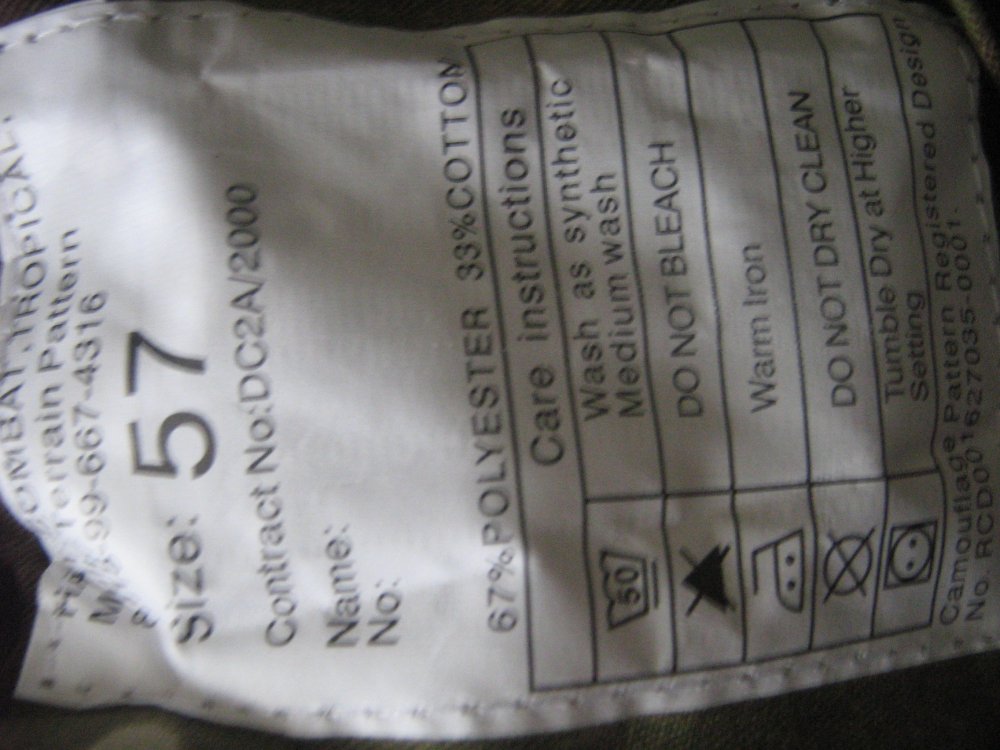 COMBAT, TROPICAL,
Terrain Pattern
99-667-4316
Size: 57
Contract No:DC2A/2000
Name:
No:
67%POLYESTER 33%COTTON
Care instructions
50 Wash as synthetic
Medium wash
DO NOT BLEACH
Warm Iron
DO NOT DRY CLEAN
Tumble Dry at Higher
Setting
Camouflage Pattern Registered Design
No. RCD001627035-0001.